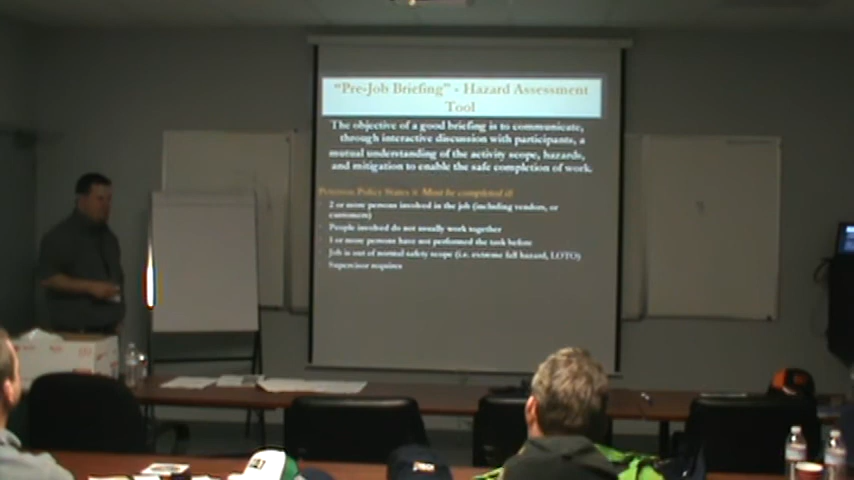 "Pre-Job Briefing" - Hazard Assessment
Tool
The objective of a good briefing is to communicate,
through interactive discussion with participants, a
mutual understanding of the activity scope, hazards,
and mitigation to enable the safe completion of work.
Policy States : Must be completed if
2 or more persons involved in the job (including vendors, or
customers)
People involved do not usually work together
1 or more persons have not performed the task before
Job is out of normal safety scope (i.e. extreme fall hazard, LOTO)
Supervisor requires